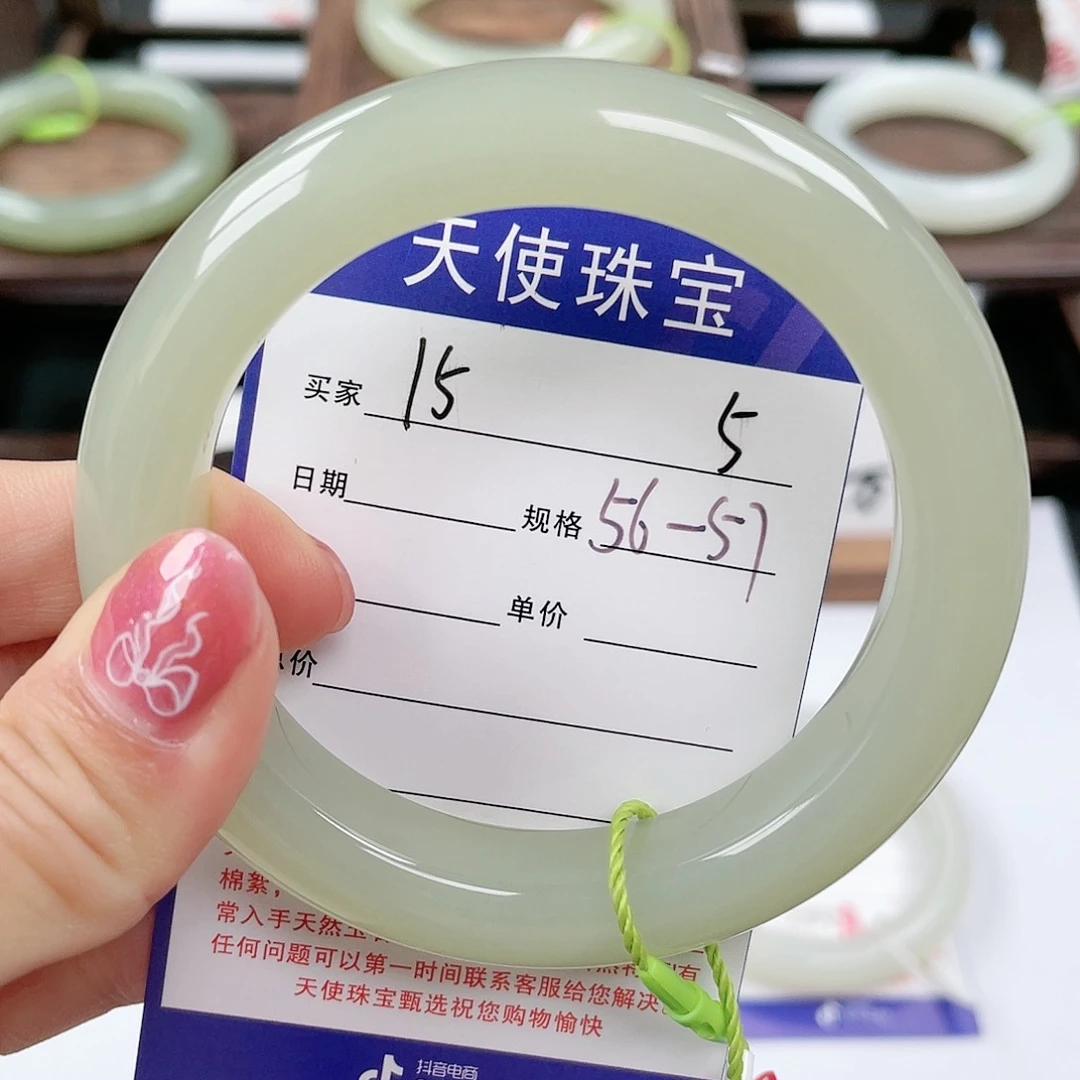 天使珠宝
买家 15 5
日期 规格 56-57
单价
价
棉絮，
常入手天然玉
任何问题可以第一时间联系客服给您解决。
天使珠宝甄选祝您购物愉快
抖音电商